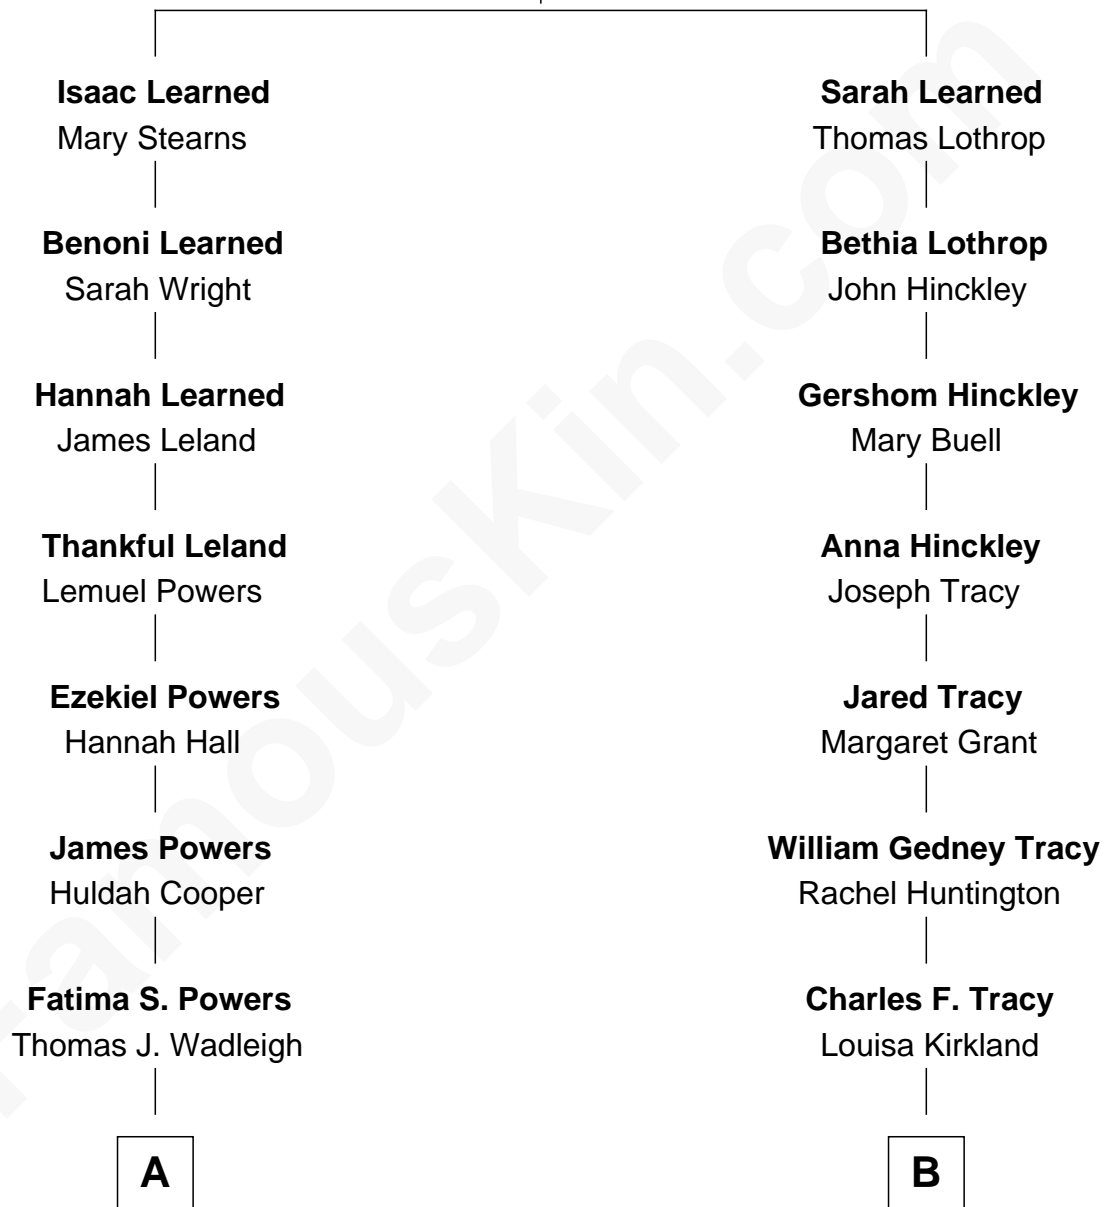 Isaac Learned
Mary Stearns
Benoni Learned
Sarah Wright
Hannah Learned
James Leland
Thankful Leland
Lemuel Powers
Ezekiel Powers
Hannah Hall
James Powers
Huldah Cooper
Fatima S. Powers
Thomas J. Wadleigh
A
Sarah Learned
Thomas Lothrop
Bethia Lothrop
John Hinckley
Gershom Hinckley
Mary Buell
Anna Hinckley
Joseph Tracy
Jared Tracy
Margaret Grant
William Gedney Tracy
Rachel Huntington
Charles F. Tracy
Louisa Kirkland
B
FamousKin.com